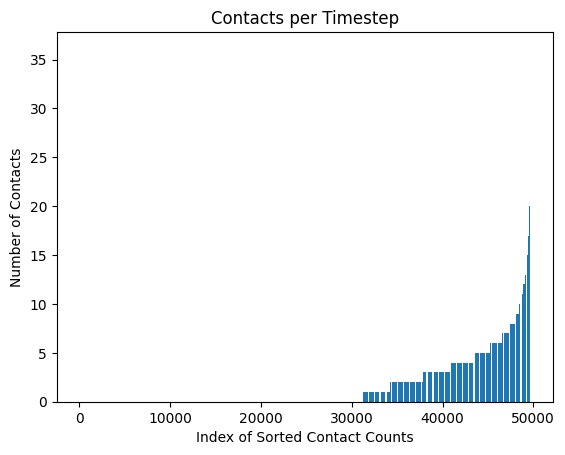 Contacts per Timestep
Number of Contacts
35
30
25
20
15
10
5
0
0 10000 20000 30000 40000 50000
Index of Sorted Contact Counts